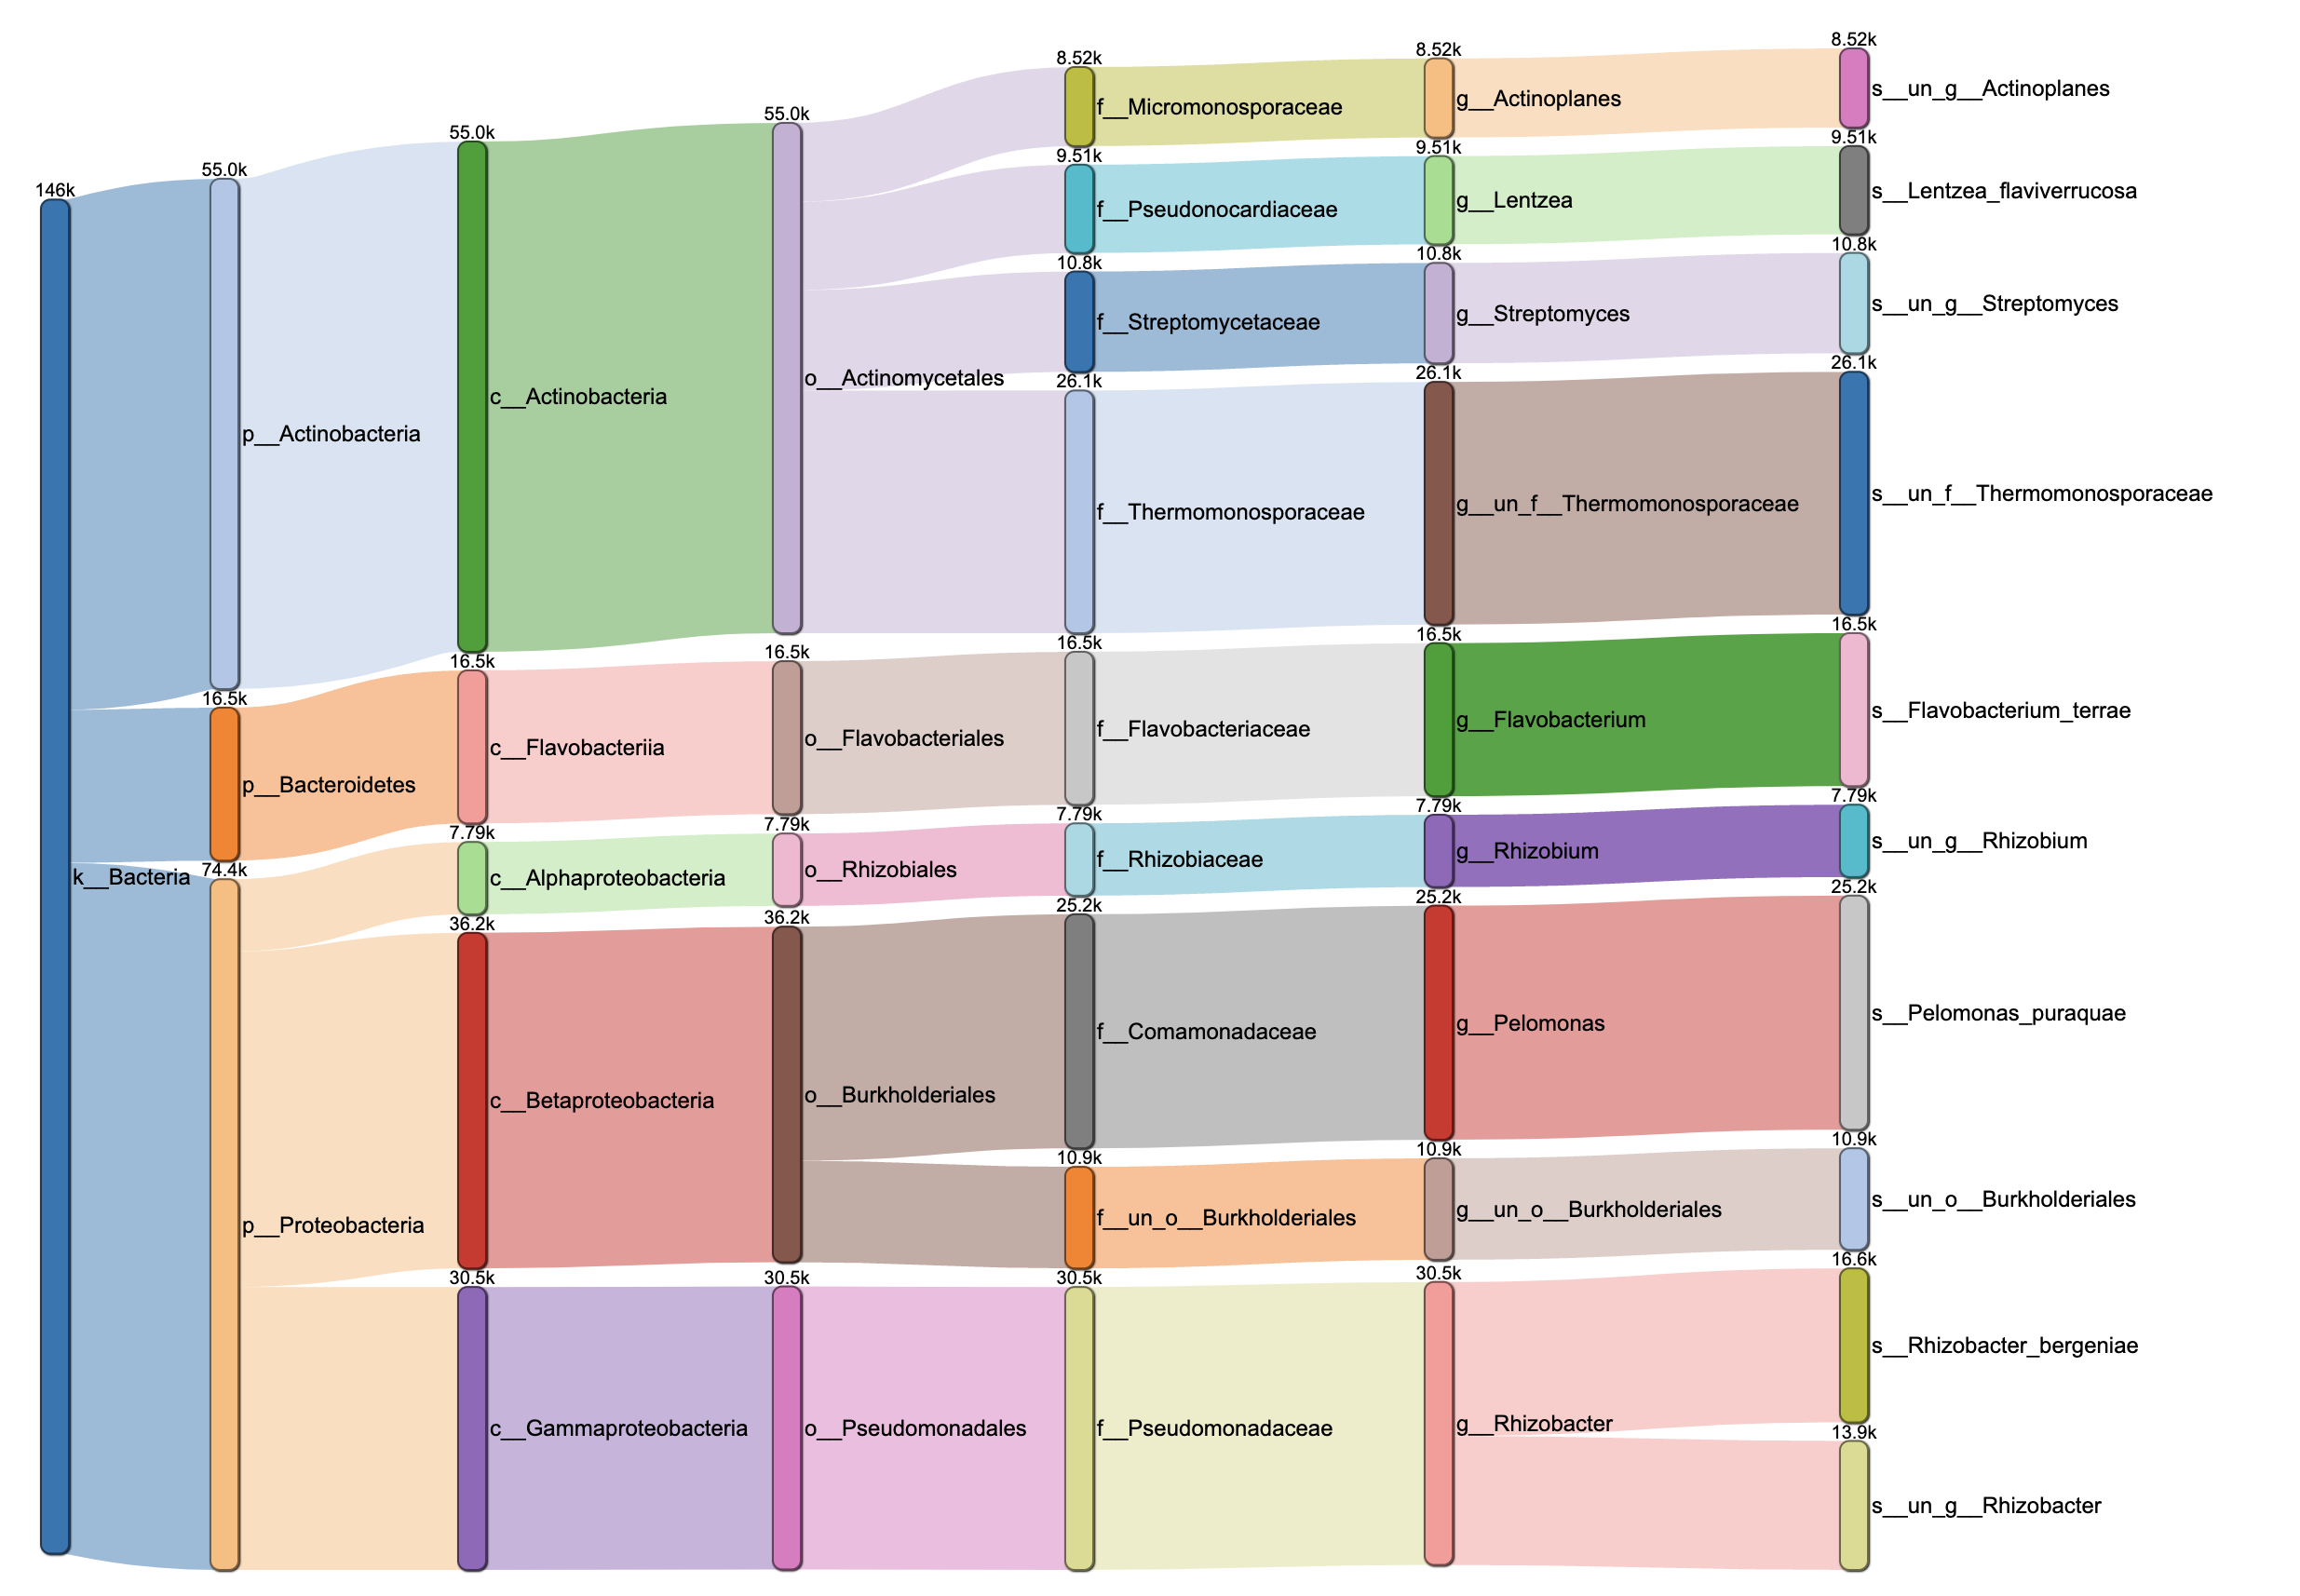 146k
k__Bacteria
55.0k
p__Actinobacteria
16.5k
p__Bacteroidetes
74.4k
p__Proteobacteria
55.0k
c__Actinobacteria
16.5k
c__Flavobacteriia
7.79k
c__Alphaproteobacteria
36.2k
c__Betaproteobacteria
30.5k
c__Gammaproteobacteria
55.0k
o__Actinomycetales
16.5k
o__Flavobacteriales
7.79k
o__Rhizobiales
36.2k
o__Burkholderiales
30.5k
o__Pseudomonadales
8.52k
f__Micromonosporaceae
9.51k
f__Pseudonocardiaceae
10.8k
f__Streptomycetaceae
26.1k
f__Thermomonosporaceae
16.5k
f__Flavobacteriaceae
7.79k
f__Rhizobiaceae
25.2k
f__Comamonadaceae
10.9k
f__un_o__Burkholderiales
30.5k
f__Pseudomonadaceae
8.52k
g__Actinoplanes
9.51k
g__Lentzea
10.8k
g__Streptomyces
26.1k
g__un_f__Thermomonosporaceae
16.5k
g__Flavobacterium
7.79k
g__Rhizobium
25.2k
g__Pelomonas
10.9k
g__un_o__Burkholderiales
30.5k
g__Rhizobacter
8.52k
s__un_g__Actinoplanes
9.51k
s__Lentzea_flaviverrucosa
10.8k
s__un_g__Streptomyces
26.1k
s__un_f__Thermomonosporaceae
16.5k
s__Flavobacterium_terrae
7.79k
s__un_g__Rhizobium
25.2k
s__Pelomonas_puraquae
10.9k
s__un_o__Burkholderiales
16.6k
s__Rhizobacter_bergeniae
13.9k
s__un_g__Rhizobacter